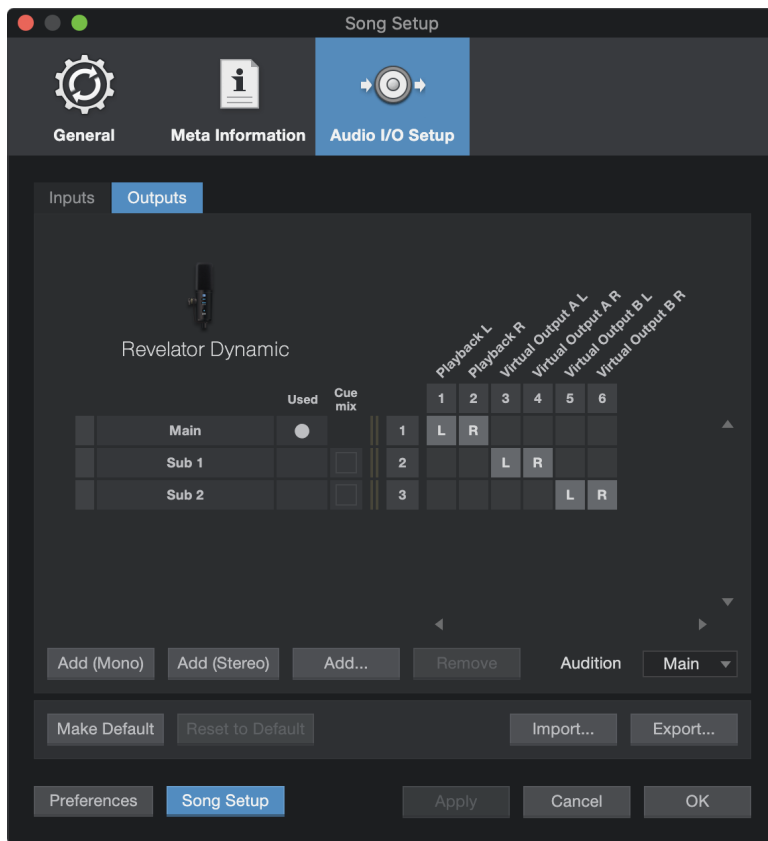 Song Setup
General
Meta Information
Audio I/O Setup
Inputs
Outputs
Revelator Dynamic
Playback L
Playback R
Virtual Output A L
Virtual Output A R
Virtual Output B L
Virtual Output B R
Used
Cue
mix
1 2 3 4 5 6
Main 1 L R
Sub 1 2 L R
Sub 2 3 L R
Add (Mono)
Add (Stereo)
Add...
Remove
Audition
Main
Make Default
Reset to Default
Import...
Export...
Preferences
Song Setup
Apply
Cancel
OK